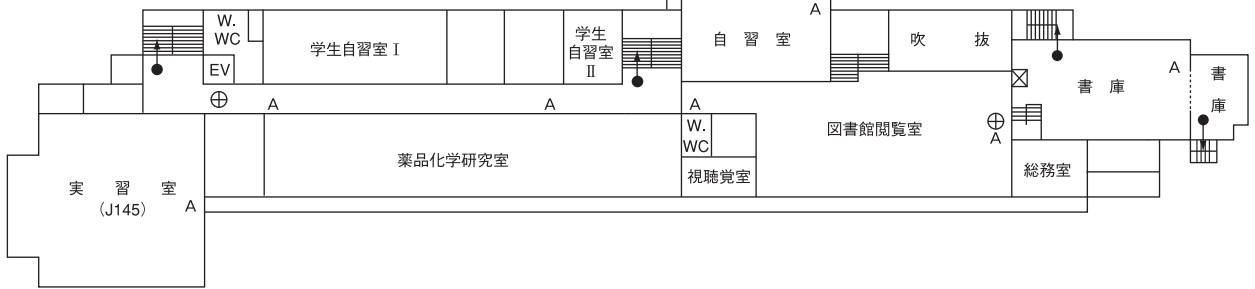 W.
WC
学生自習室Ⅰ
学生
自習室
Ⅱ
自習室
A
吹抜
EV
書庫
A
書
庫
A
A
A
W.
WC
図書館閲覧室
A
薬品化学研究室
視聴覚室
総務室
実習室
(J145)
A